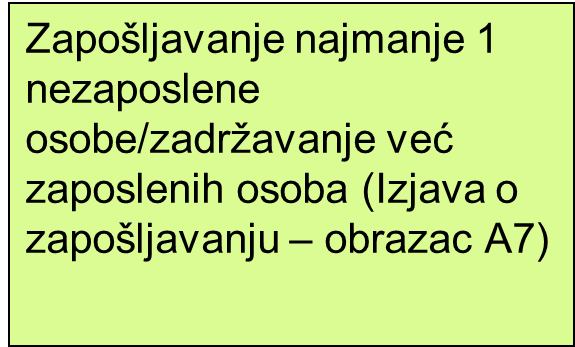 Zapošljavanje najmanje 1
nezaposlene
osobe/zadržavanje već
zaposlenih osoba (Izjava o
zapošljavanju – obrazac A7)